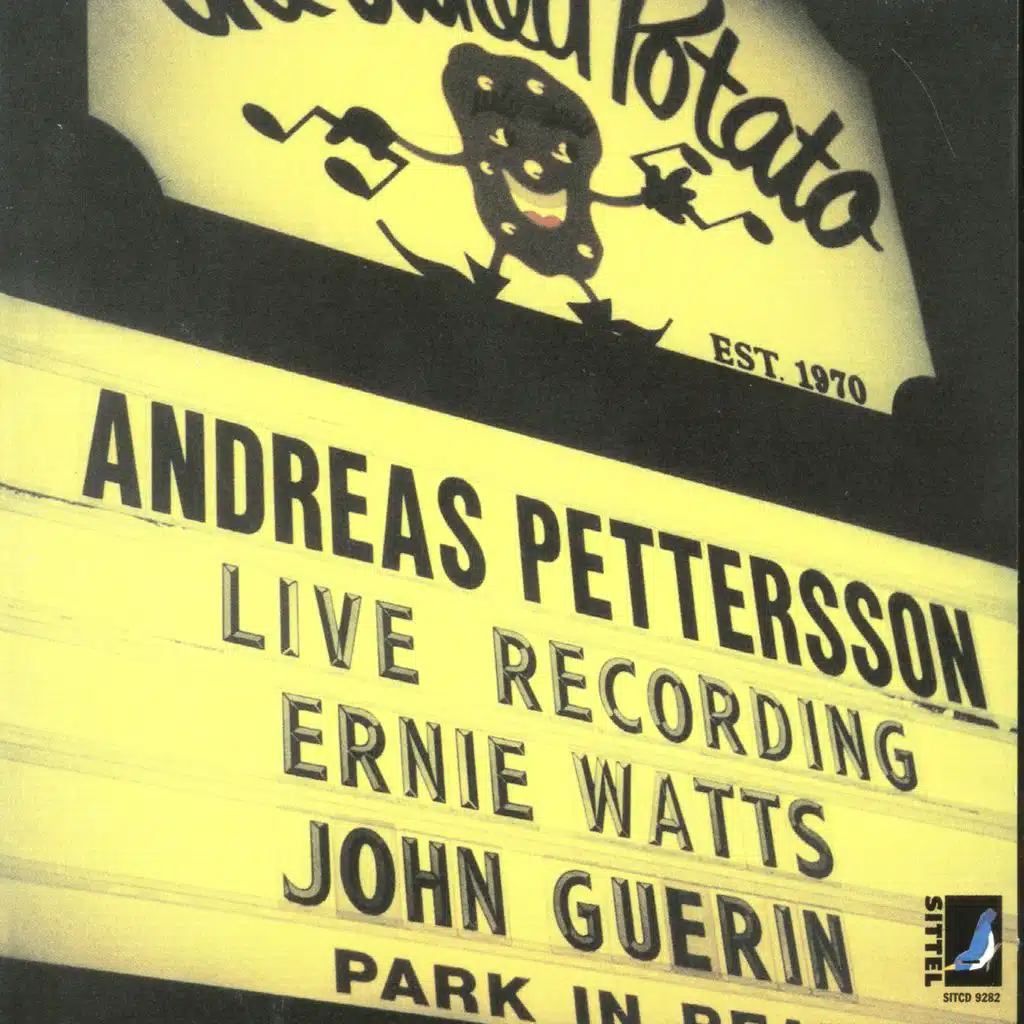 Potato
EST. 1970
ANDREAS PETTERSSON
LIVE RECORDING
ERNIE WATTS
JOHN GUERIN
PARK IN
SITTEL
SITCD 9282